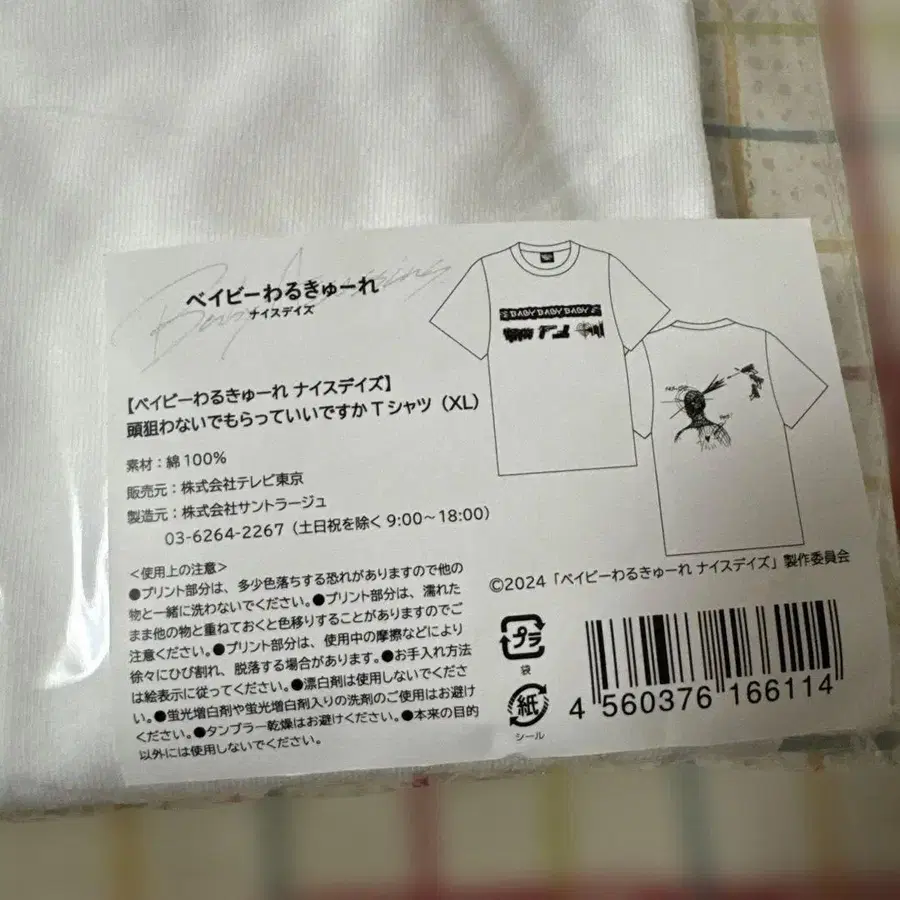 ベイビーわるきゅーれ
ナイスデイズ
【ベイビーわるきゅーれ ナイスデイズ】
頭狙わないでもらっていいですか Tシャツ（XL）
素材：綿100%
販売元：株式会社テレビ東京
製造元：株式会社サントラージュ
03-6264-2267（土日祝を除く 9:00〜18:00）
＜使用上の注意＞
●プリント部分は、多少色落ちする恐れがありますので他の
物と一緒に洗わないでください。●プリント部分は、濡れた
まま他の物と重ねておくと色移りすることがありますのでご
注意ください。●プリント部分は、使用中の摩擦などにより
徐々にひび割れ、脱落する場合があります。●お手入れ方法
は絵表示に従ってください。●漂白剤は使用しないでくださ
い。●蛍光増白剤や蛍光増白剤入りの洗剤のご使用はお避け
ください。●タンブラー乾燥はお避けください。●本来の目的
以外には使用しないでください。
BABY BABY BABY
©2024「ベイビーわるきゅーれ ナイスデイズ」製作委員会
プラ
袋
紙
シール
4 560376 166114